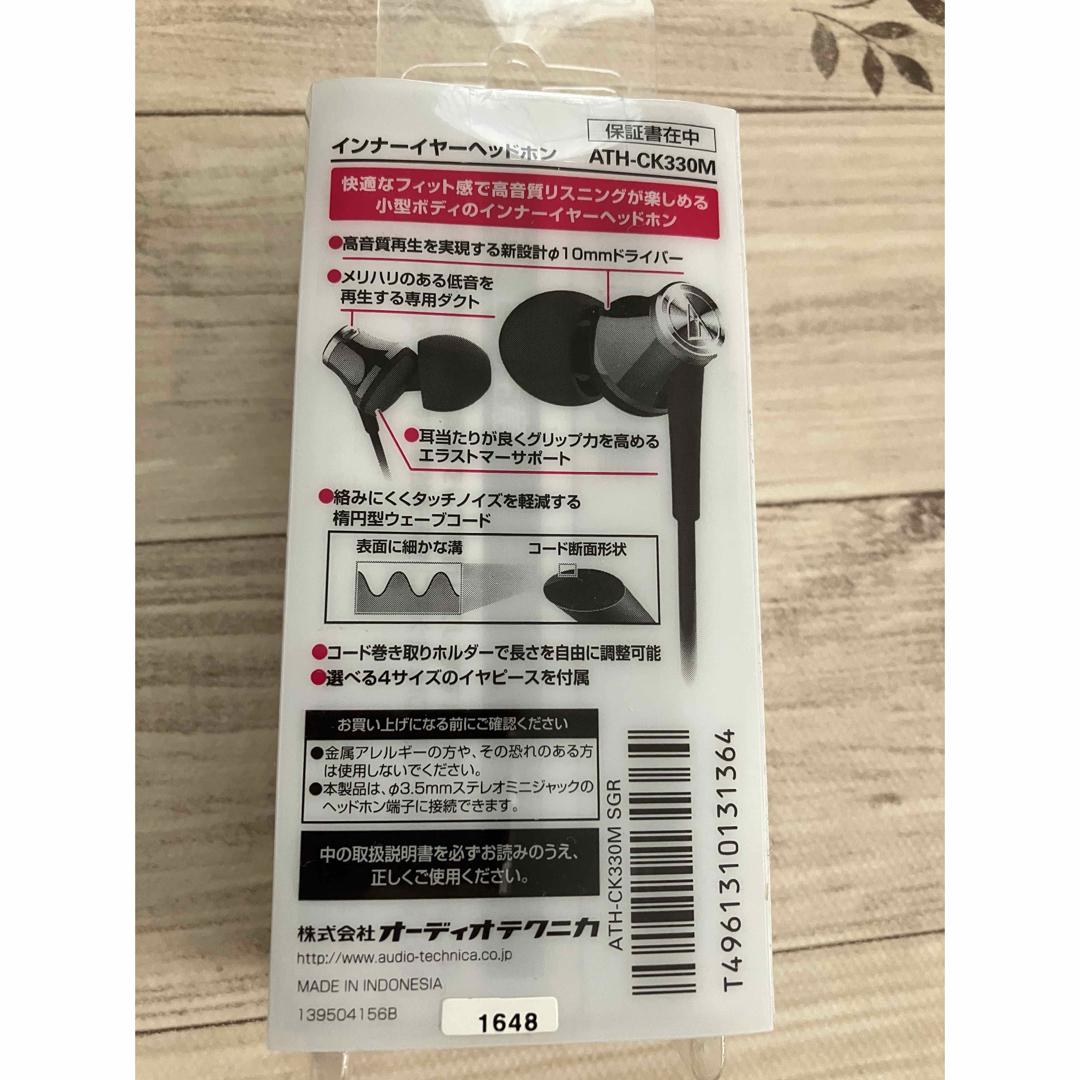 保証書在中
インナーイヤーヘッドホン ATH-CK330M
快適なフィット感で高音質リスニングが楽しめる
小型ボディのインナーイヤーヘッドホン
●高音質再生を実現する新設計φ10mmドライバー
●メリハリのある低音を
再生する専用ダクト
●耳当たりが良くグリップ力を高める
エラストマーサポート
●絡みにくくタッチノイズを軽減する
楕円型ウェーブコード
表面に細かな溝 コード断面形状
●コード巻き取りホルダーで長さを自由に調整可能
●選べる4サイズのイヤピースを付属
お買い上げになる前にご確認ください
●金属アレルギーの方や、その恐れのある方
は使用しないでください。
●本製品は、φ3.5mmステレオミニジャックの
ヘッドホン端子に接続できます。
中の取扱説明書を必ずお読みのうえ、
正しくご使用ください。
株式会社オーディオテクニカ
http://www.audio-technica.co.jp
MADE IN INDONESIA
139504156B
1648
ATH-CK330M SGR
T4961310131364